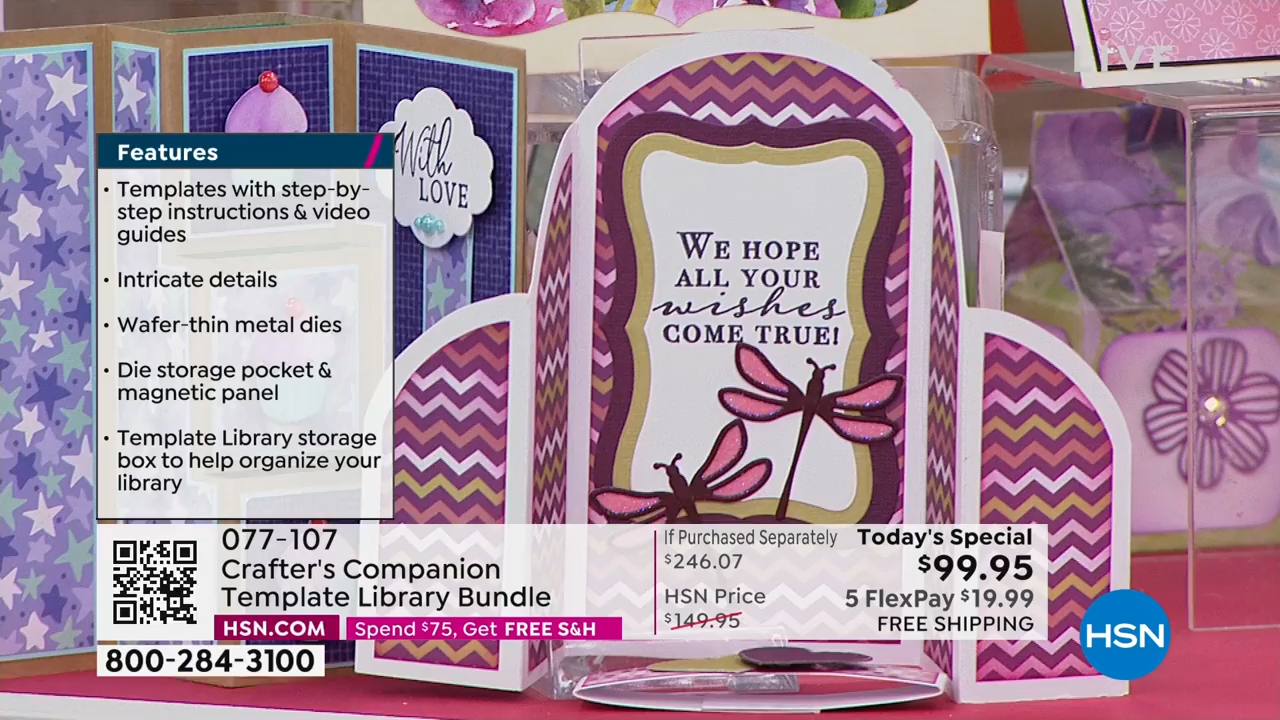 LIVE
Features
• Templates with step-by-
step instructions & video
guides
• Intricate details
• Wafer-thin metal dies
• Die storage pocket &
magnetic panel
• Template Library storage
box to help organize your
library
With
LOVE
WE HOPE
ALL YOUR
wishes
COME TRUE!
077-107
Crafter's Companion
Template Library Bundle
HSN.COM
Spend $75, Get FREE S&H
800-284-3100
If Purchased Separately
$246.07
HSN Price
$149.95
Today's Special
$99.95
5 FlexPay $19.99
FREE SHIPPING
HSN